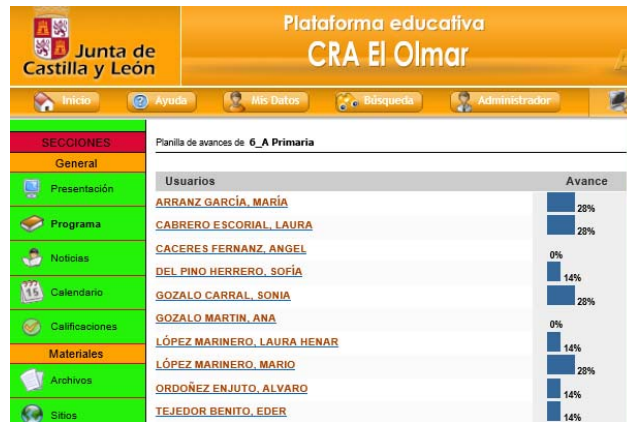 Junta de
Castilla y León
Plataforma educativa
CRA El Olmar
Inicio
Ayuda
Mis Datos
Búsqueda
Administrador
SECCIONES
General
Presentación
Programa
Noticias
15
Calendario
Calificaciones
Materiales
Archivos
Sitios
Planilla de avances de 6_A Primaria
Usuarios Avance
ARRANZ GARCÍA, MARÍA 28%
CABRERO ESCORIAL, LAURA 28%
CACERES FERNANZ, ANGEL 0%
DEL PINO HERRERO, SOFÍA 14%
GOZALO CARRAL, SONIA 28%
GOZALO MARTIN, ANA 0%
LÓPEZ MARINERO, LAURA HENAR 14%
LÓPEZ MARINERO, MARIO 28%
ORDOÑEZ ENJUTO, ALVARO 14%
TEJEDOR BENITO, EDER 14%